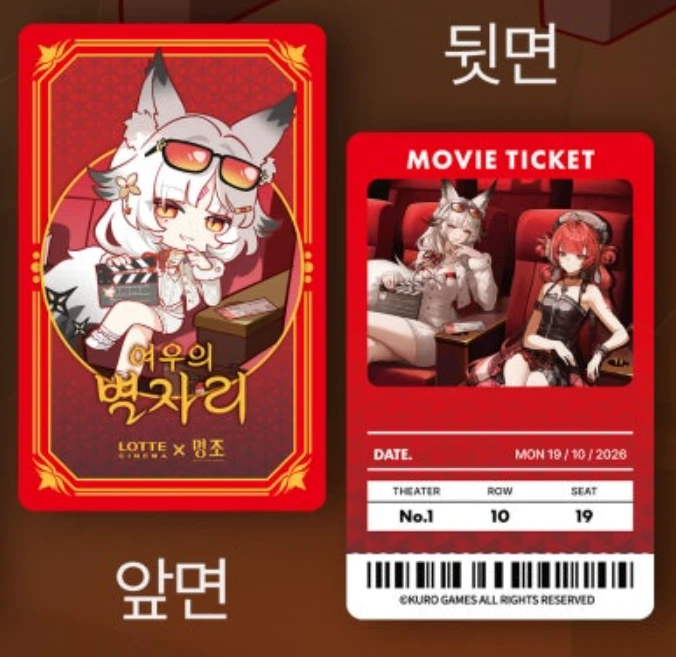 뒷면
여우의
별자리
LOTTE
CINEMA × 명조
앞면
MOVIE TICKET
DATE. MON 19 / 10 / 2026
THEATER ROW SEAT
No.1 10 19
©KURO GAMES ALL RIGHTS RESERVED